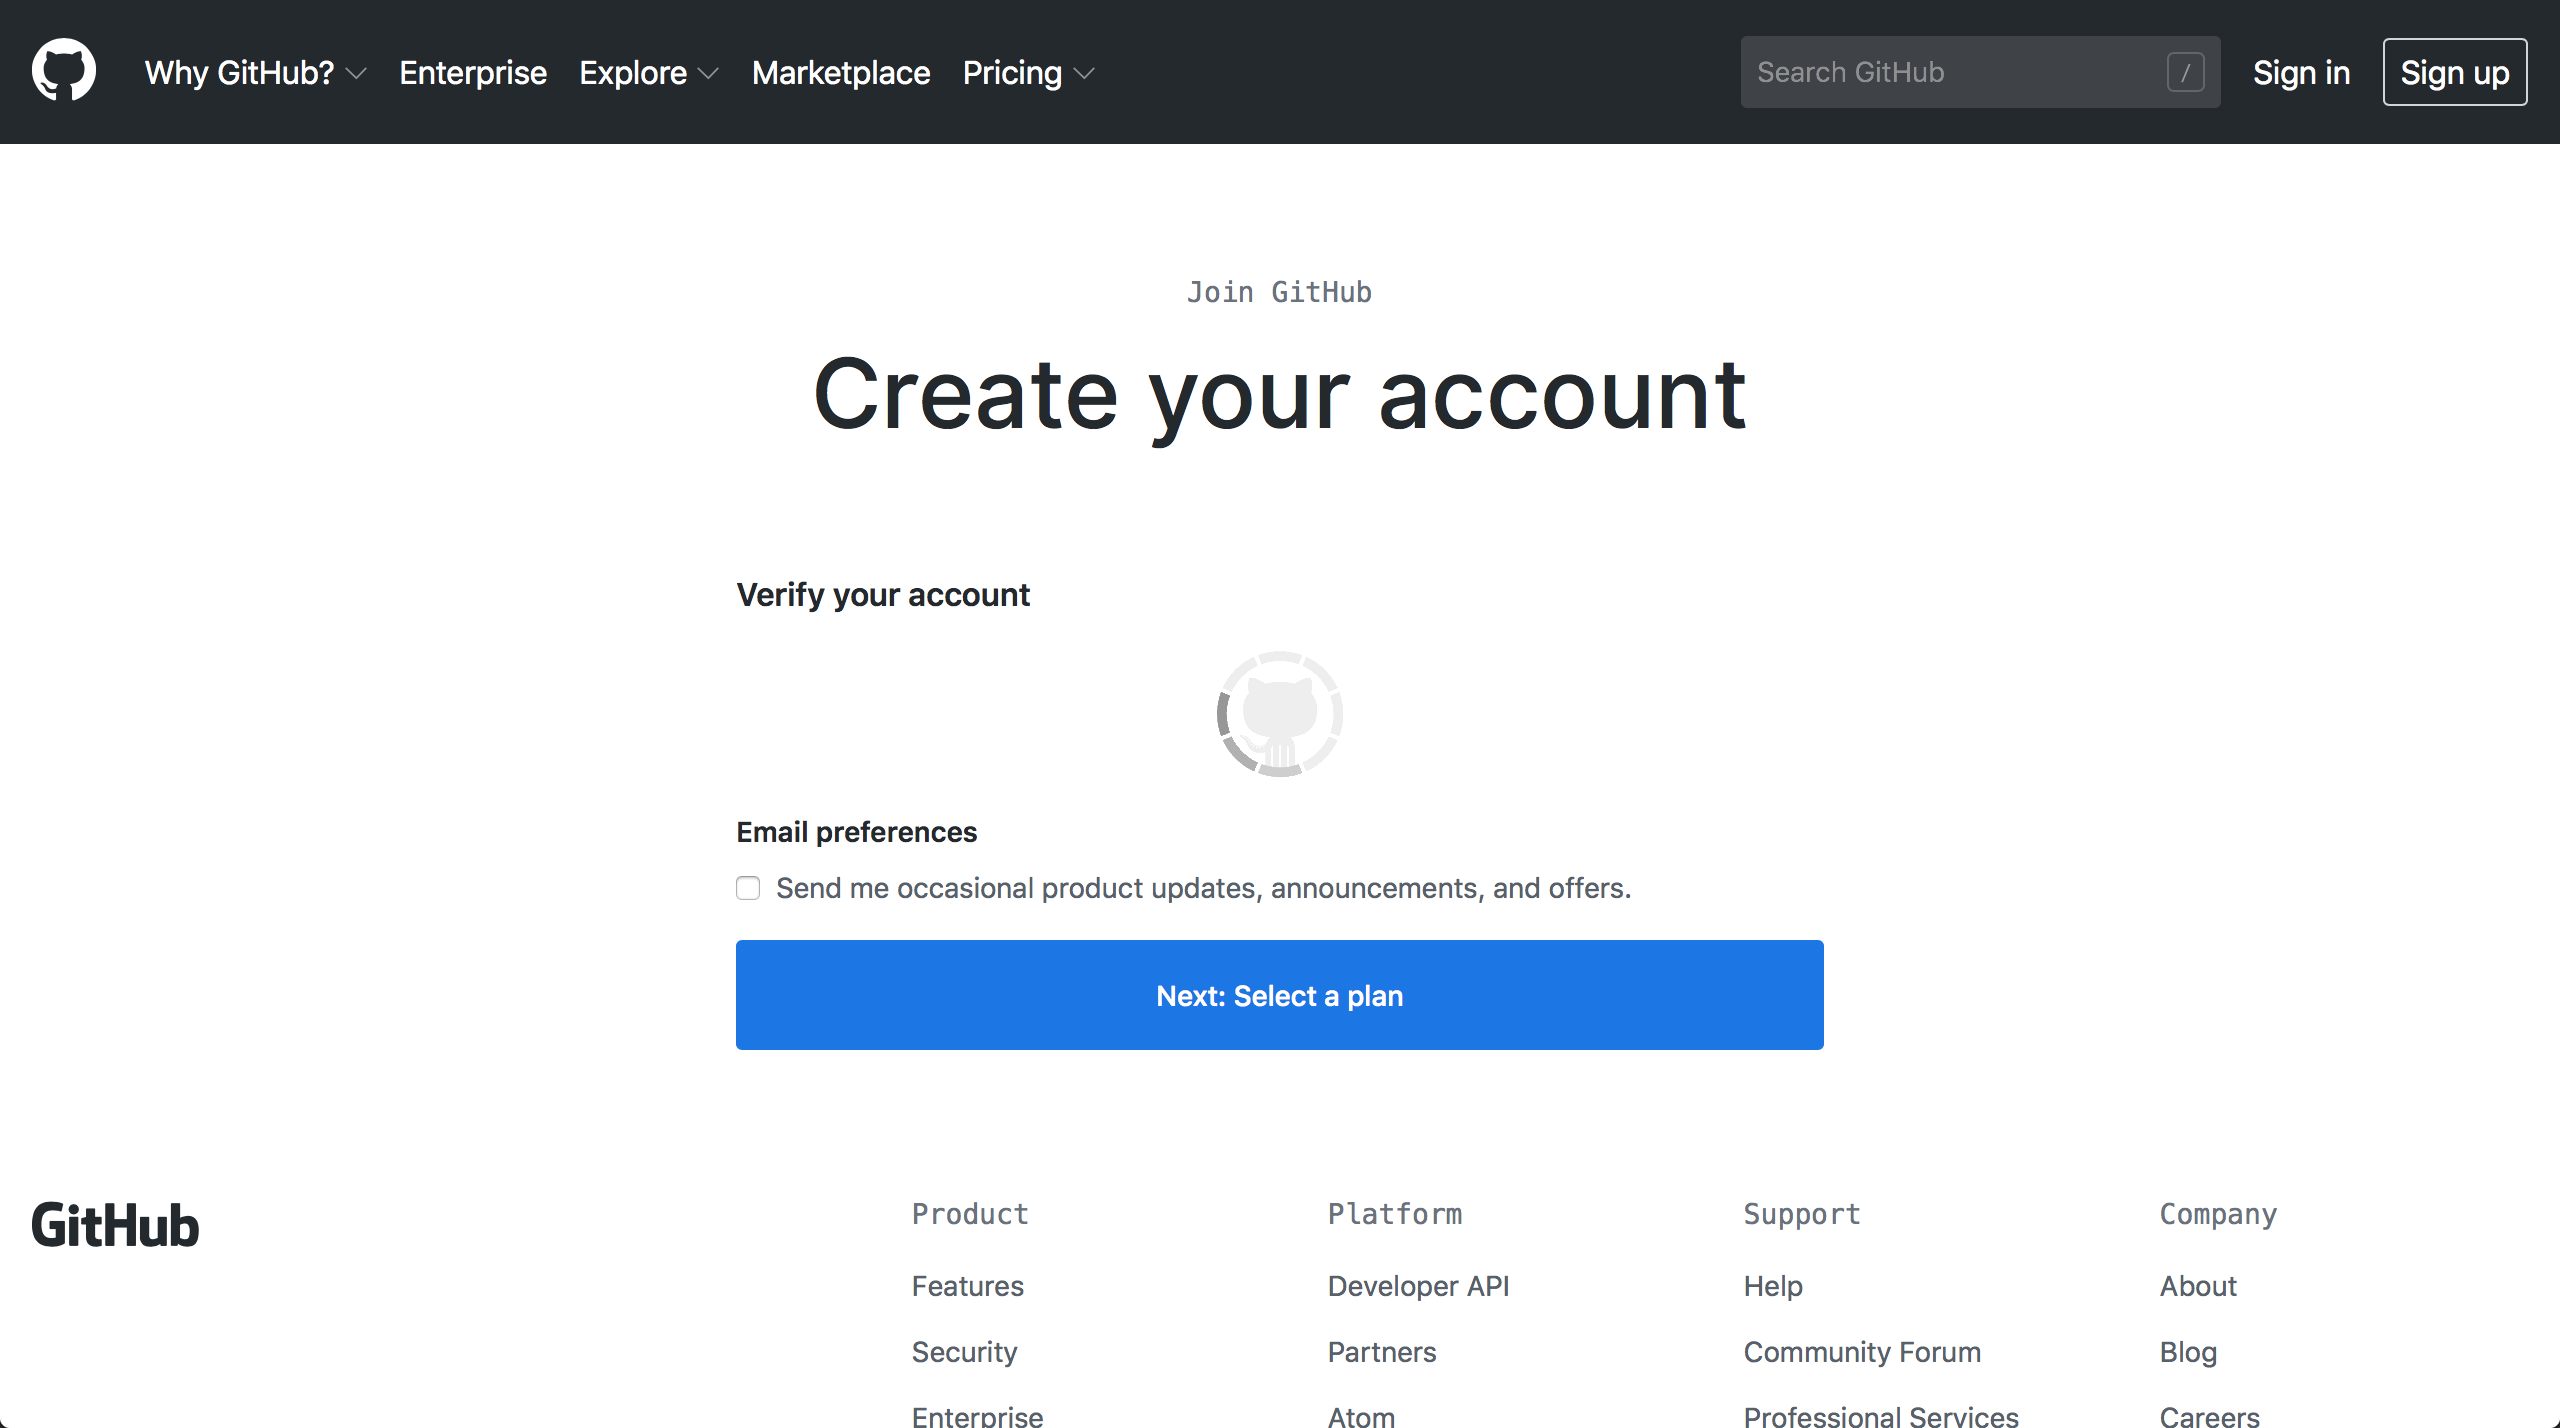 Why GitHub? Enterprise Explore Marketplace Pricing Search GitHub / Sign in Sign up
Join GitHub
Create your account
Verify your account
Email preferences
Send me occasional product updates, announcements, and offers.
Next: Select a plan
GitHub
Product Platform Support Company
Features Developer API Help About
Security Partners Community Forum Blog
Enterprise Atom Professional Services Careers